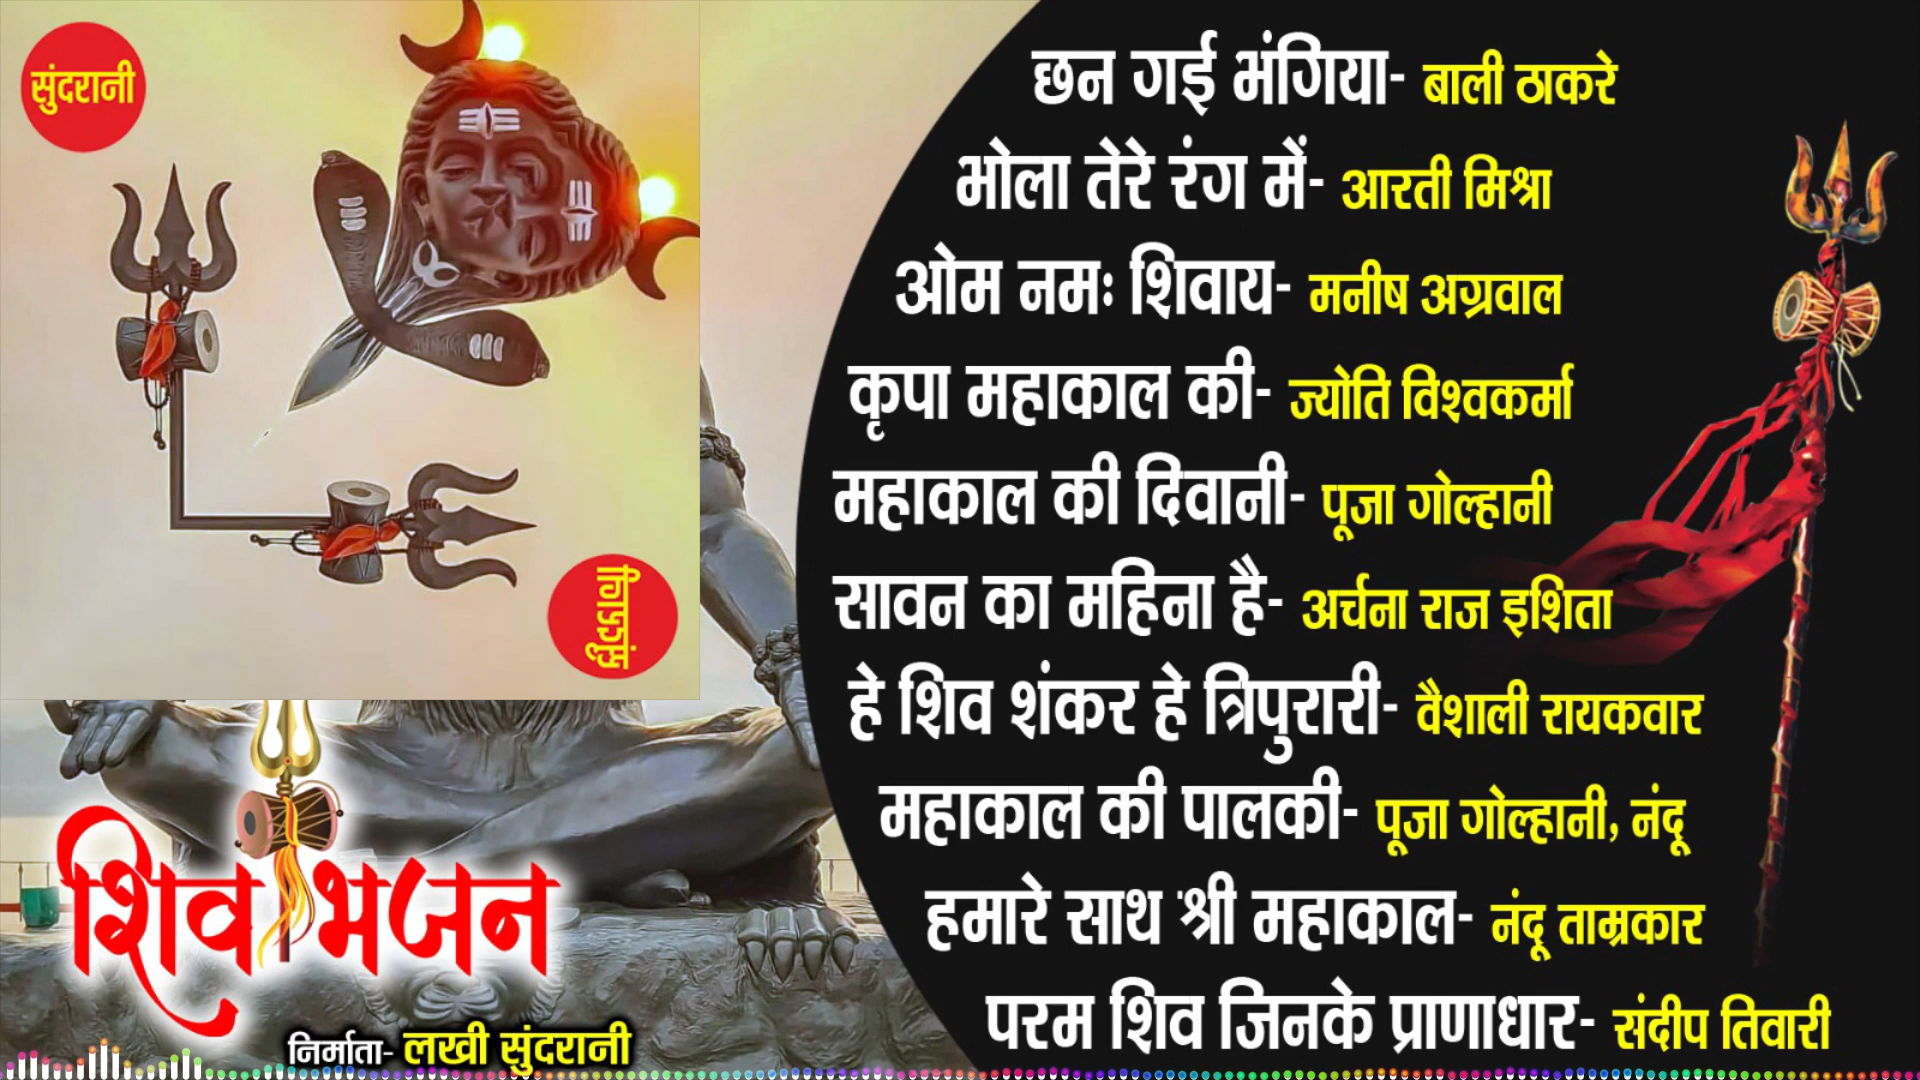 सुंदरानी
छन गई भंगिया- बाली ठाकरे
भोला तेरे रंग में- आरती मिश्रा
ओम नमः शिवाय- मनीष अग्रवाल
कृपा महाकाल की- ज्योति विश्वकर्मा
महाकाल की दिवानी- पूजा गोल्हानी
सावन का महिना है- अर्चना राज इशिता
हे शिव शंकर हे त्रिपुरारी- वैशाली रायकवार
महाकाल की पालकी- पूजा गोल्हानी, नंदू
हमारे साथ श्री महाकाल- नंदू ताम्रकार
परम शिव जिनके प्राणाधार- संदीप तिवारी
सुंदरानी
शिव भजन
निर्माता- लखी सुंदरानी